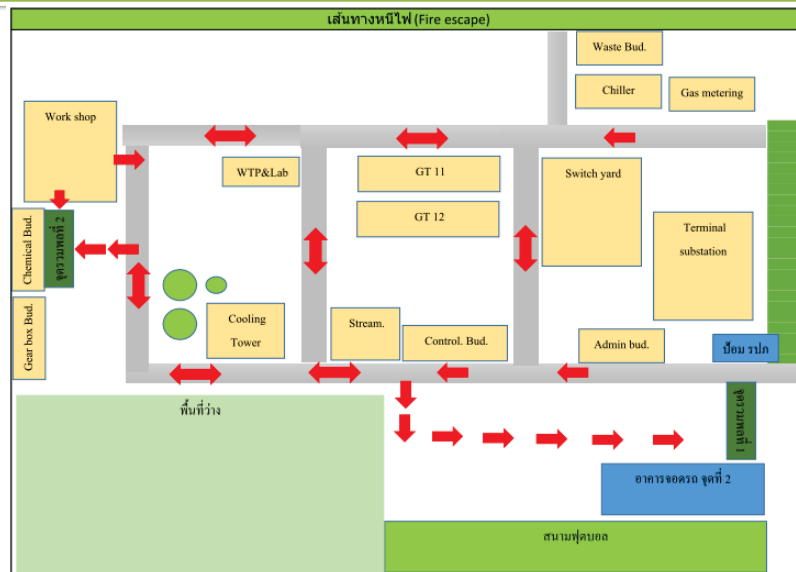 เส้นทางหนีไฟ (Fire escape)
Waste Bud.
Chiller
Gas metering
Work shop
WTP&Lab
GT 11
Switch yard
GT 12
Terminal
substation
Chemical Bud.
จุดรวมพลที่ 2
Gear box Bud.
Cooling
Tower
Stream.
Control. Bud.
Admin bud.
ป้อม รปภ
พื้นที่ว่าง
จุดรวมพลที่ 1
อาคารจอดรถ จุดที่ 2
สนามฟุตบอล